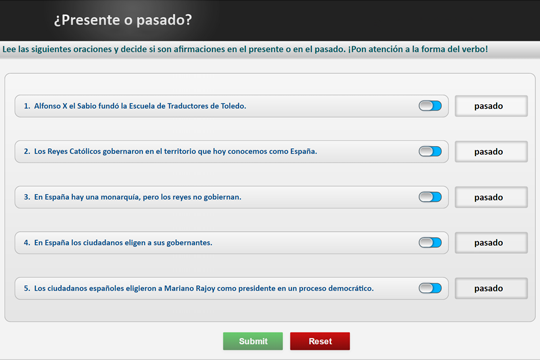 ¿Presente o pasado?
Lee las siguientes oraciones y decide si son afirmaciones en el presente o en el pasado. ¡Pon atención a la forma del verbo!
1. Alfonso X el Sabio fundó la Escuela de Traductores de Toledo. pasado
2. Los Reyes Católicos gobernaron en el territorio que hoy conocemos como España. pasado
3. En España hay una monarquía, pero los reyes no gobiernan. pasado
4. En España los ciudadanos eligen a sus gobernantes. pasado
5. Los ciudadanos españoles eligieron a Mariano Rajoy como presidente en un proceso democrático. pasado
Submit Reset